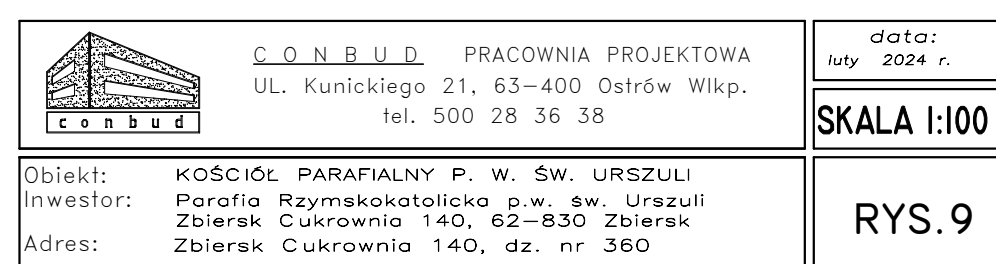 conbud
C O N B U D PRACOWNIA PROJEKTOWA
UL. Kunickiego 21, 63-400 Ostrów Wlkp.
tel. 500 28 36 38
data:
luty 2024 r.
SKALA 1:100
Obiekt: KOŚCIÓŁ PARAFIALNY P. W. ŚW. URSZULI
Inwestor: Parafia Rzymskokatolicka p.w. św. Urszuli
Zbiersk Cukrownia 140, 62-830 Zbiersk
Adres: Zbiersk Cukrownia 140, dz. nr 360
RYS.9